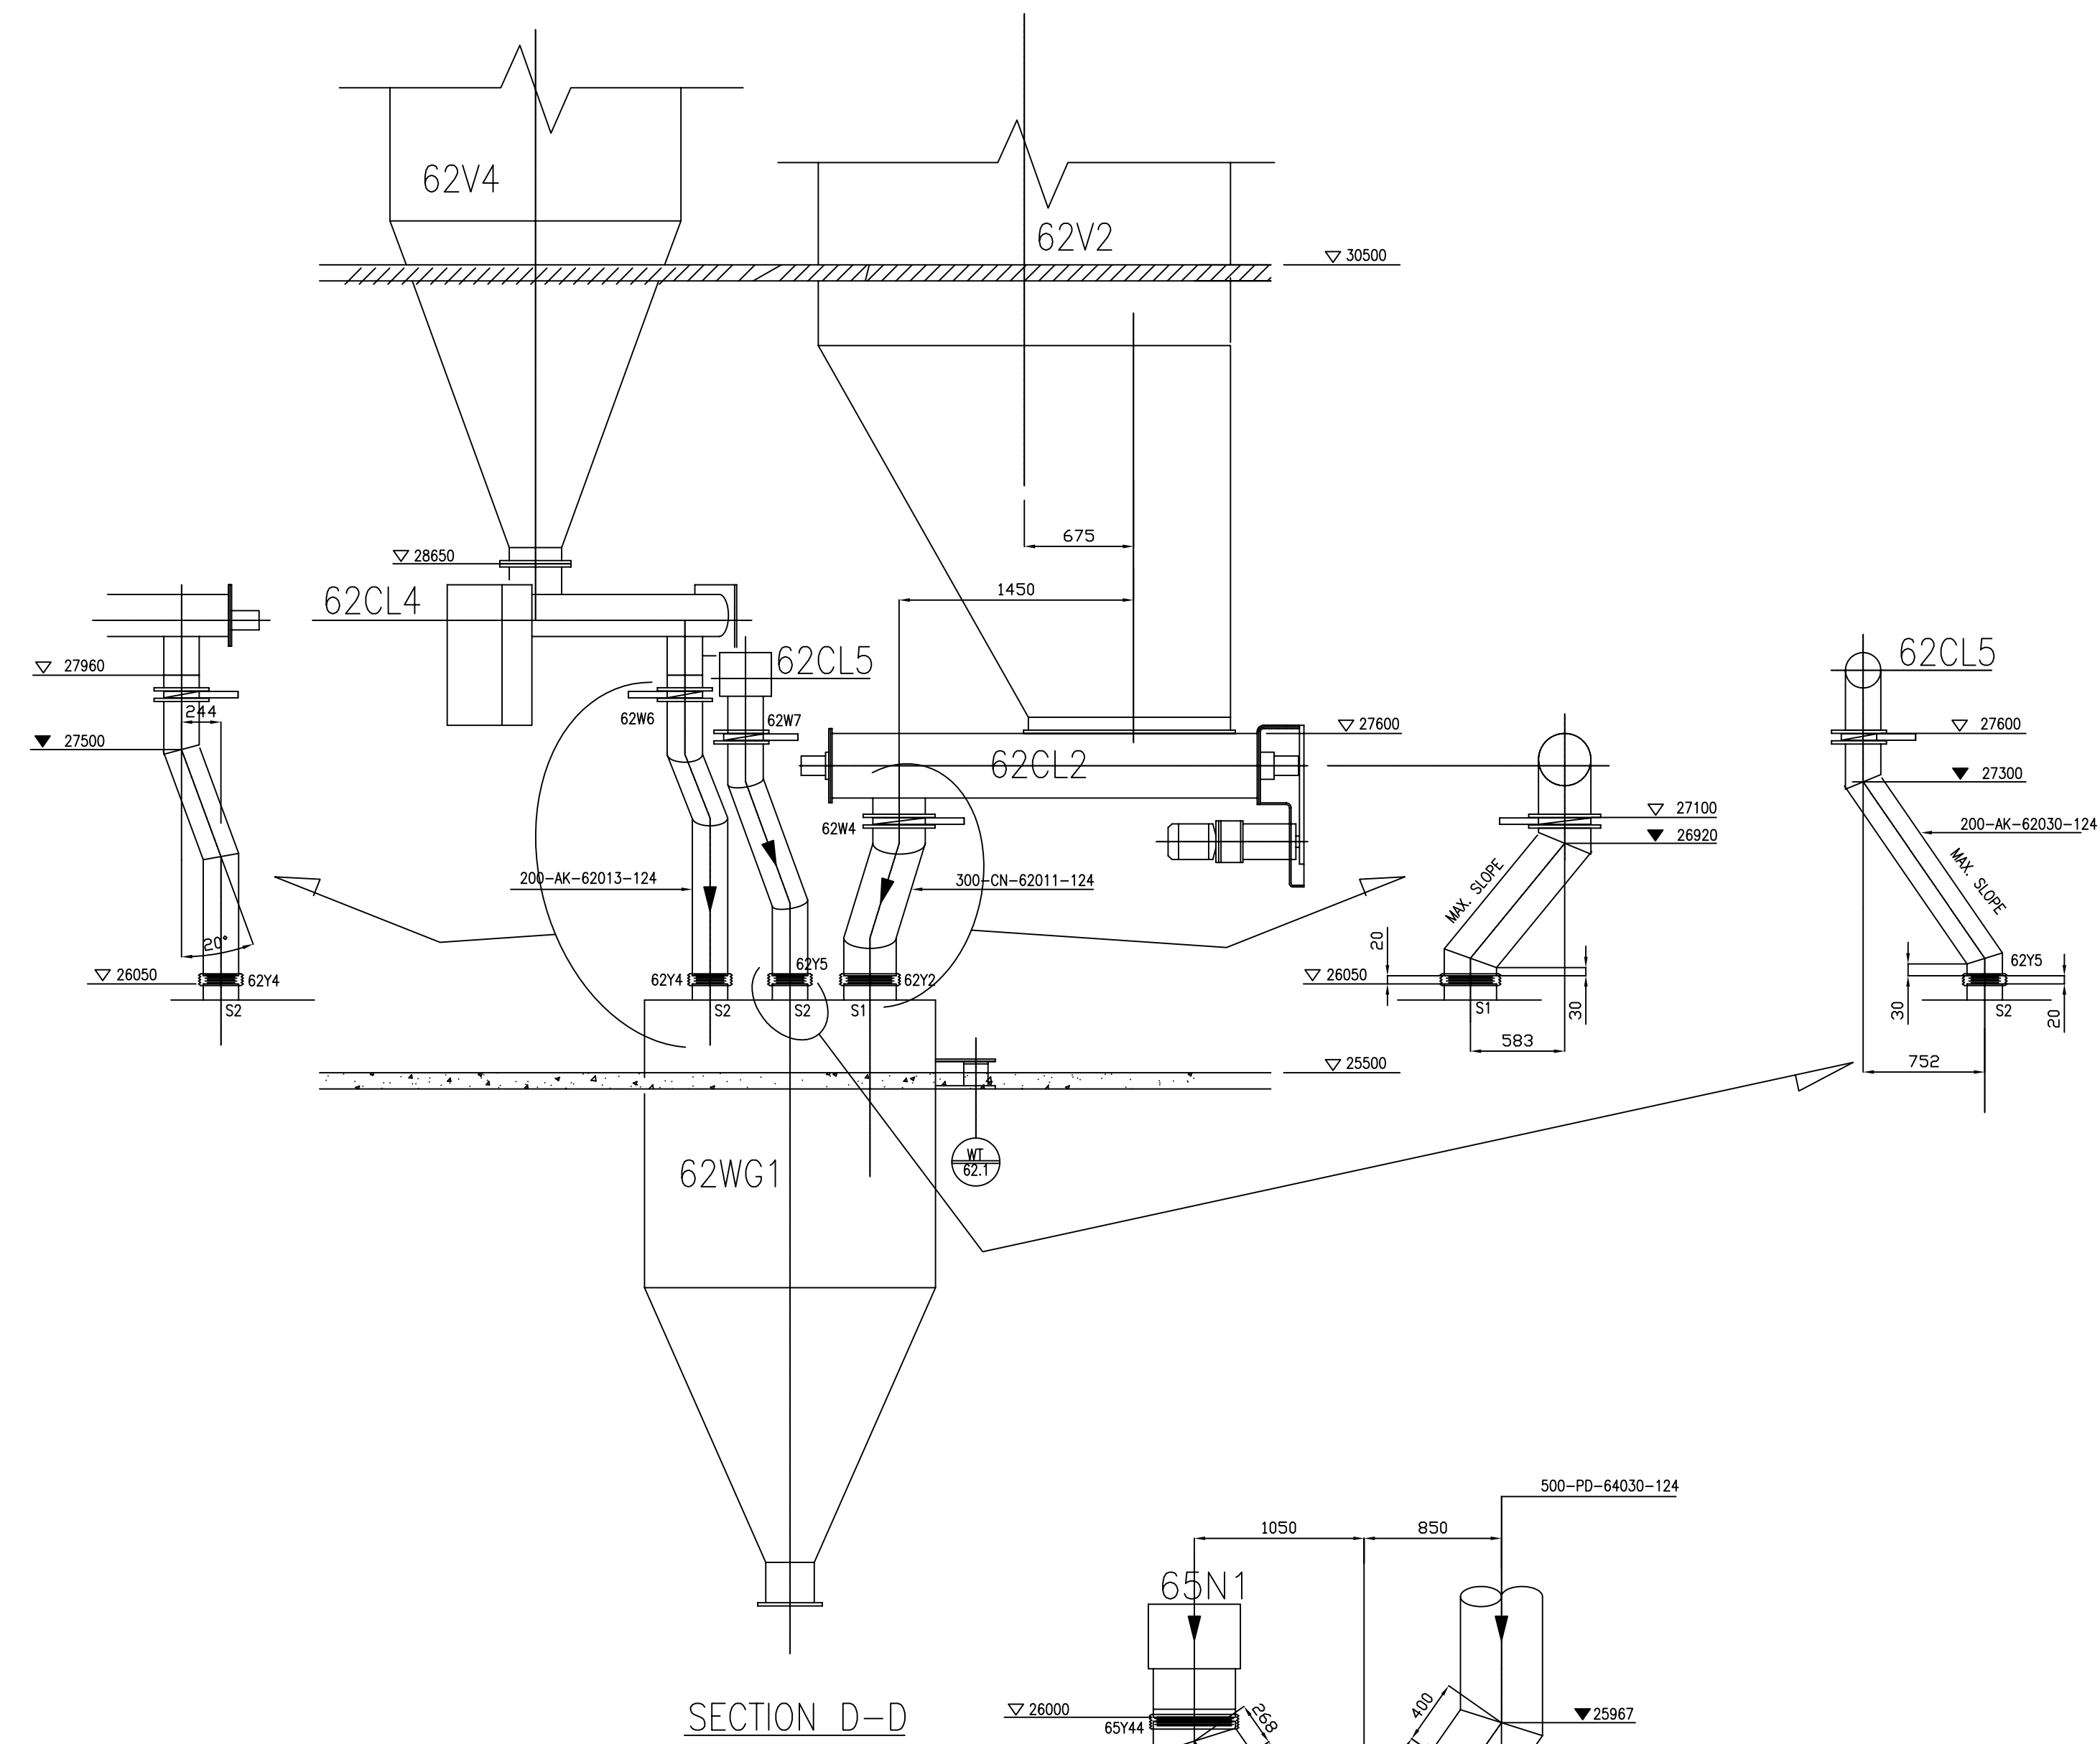 62V4
62V2
30500
675
28650
1450
62CL4
62CL5
62CL5
27960
244
62W6
62W7
27600
27600
27500
62CL2
27300
27100
62W4
26920
200-AK-62030-124
MAX. SLOPE
MAX. SLOPE
200-AK-62013-124
300-CN-62011-124
20°
20
26050
62Y4
62Y4
62Y5
62Y2
26050
62Y5
S2
S2
S2
S1
S1
30
30
S2
20
583
25500
752
WT
62.1
62WG1
500-PD-64030-124
1050
850
65N1
400
268
SECTION D-D
26000
65Y44
25967